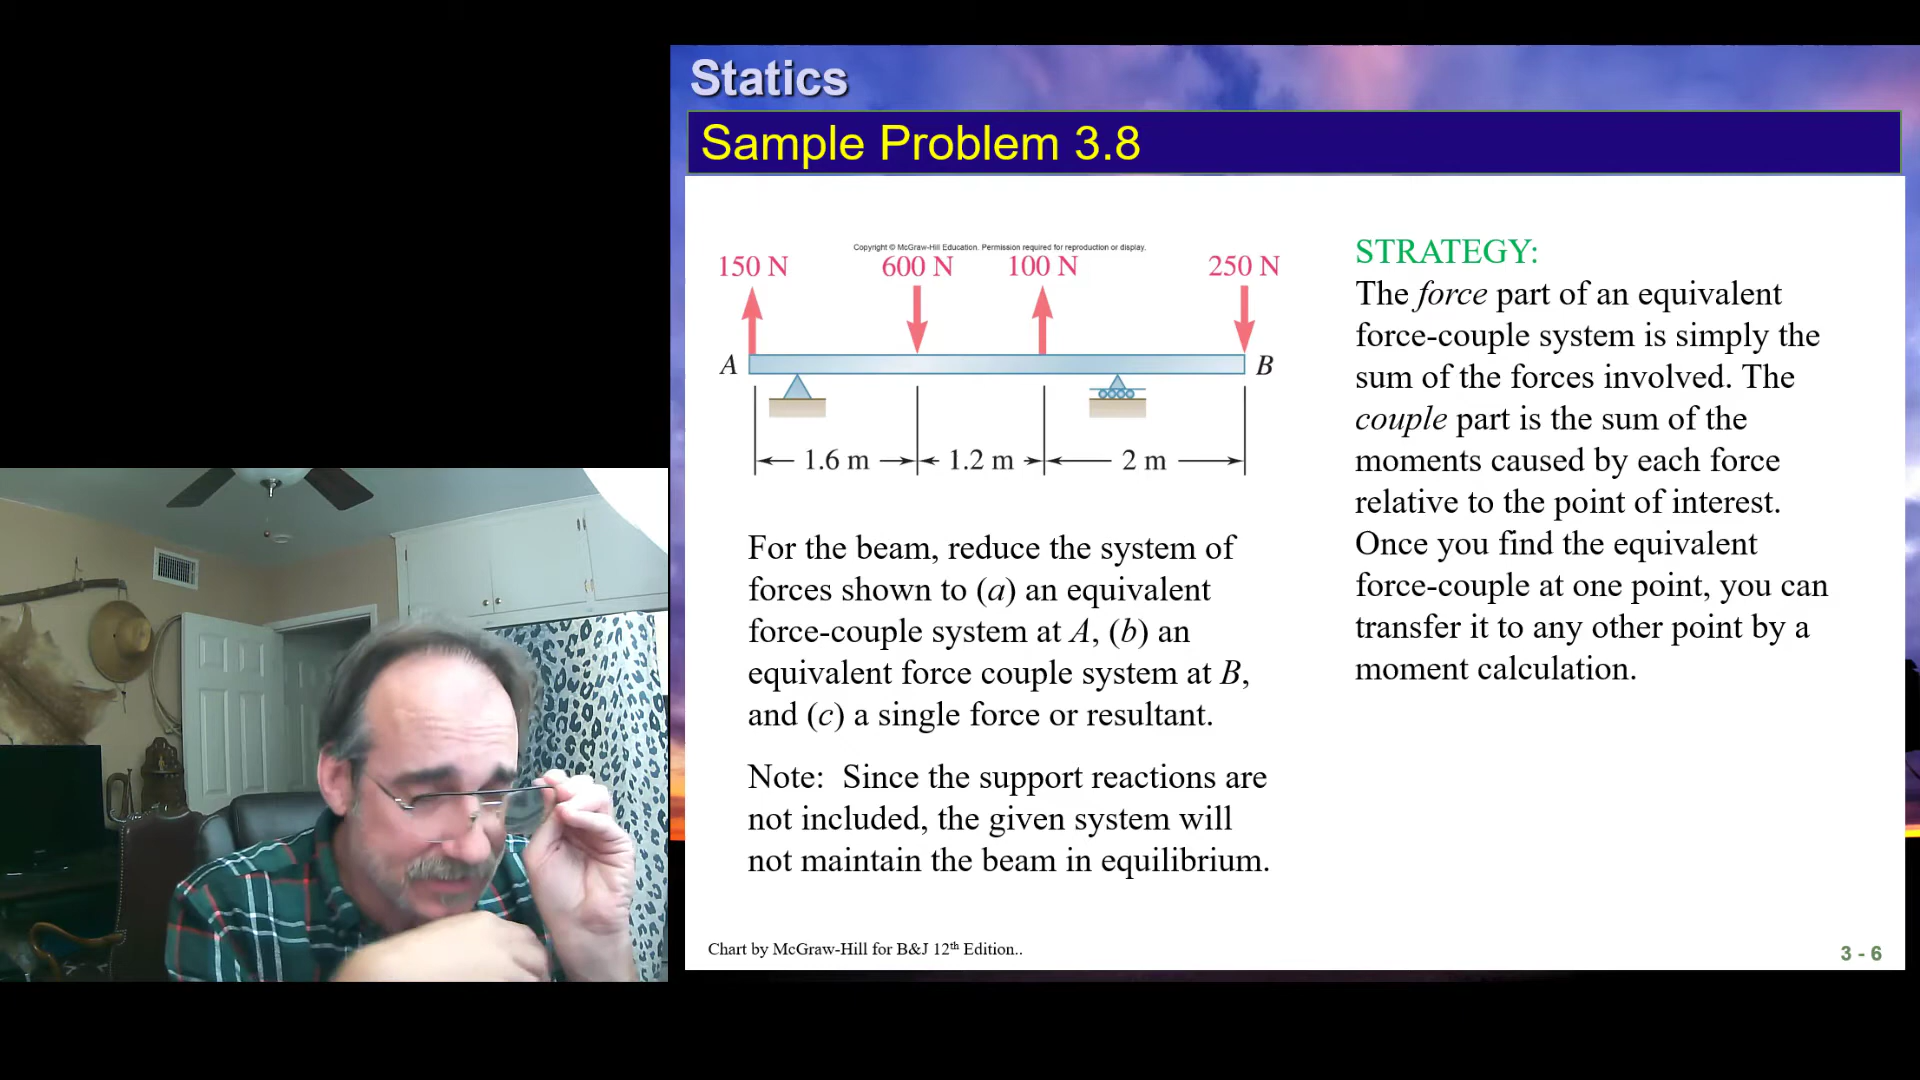 Statics
Sample Problem 3.8
Copyright © McGraw-Hill Education. Permission required for reproduction or display.
150 N 600 N 100 N 250 N
A B
1.6 m 1.2 m 2 m
For the beam, reduce the system of
forces shown to (a) an equivalent
force-couple system at A, (b) an
equivalent force couple system at B,
and (c) a single force or resultant.
Note: Since the support reactions are
not included, the given system will
not maintain the beam in equilibrium.
STRATEGY:
The force part of an equivalent
force-couple system is simply the
sum of the forces involved. The
couple part is the sum of the
moments caused by each force
relative to the point of interest.
Once you find the equivalent
force-couple at one point, you can
transfer it to any other point by a
moment calculation.
Chart by McGraw-Hill for B&J 12th Edition..
3 - 6